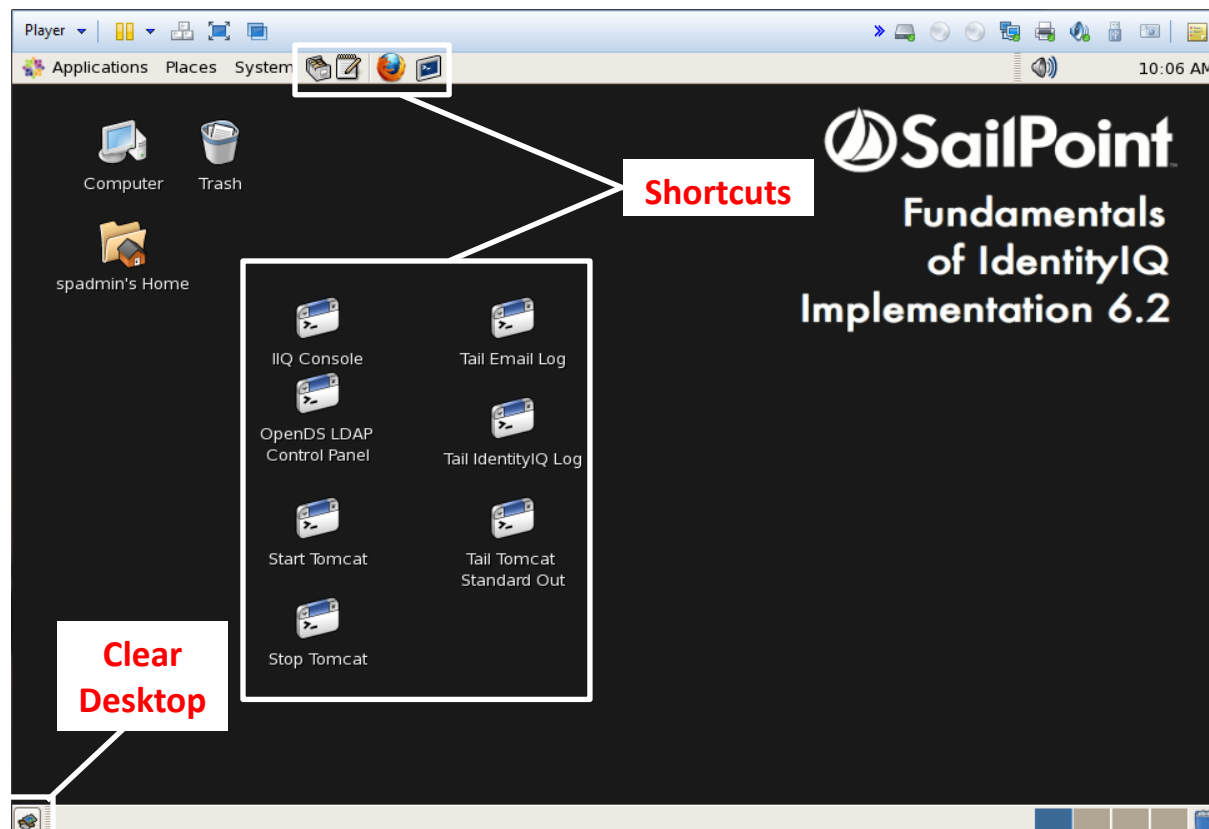 Player
Applications Places System
10:06 AM
SailPoint
Fundamentals
of IdentityIQ
Implementation 6.2
Computer
Trash
spadmin's Home
Shortcuts
IIQ Console
Tail Email Log
OpenDS LDAP
Control Panel
Tail IdentityIQ Log
Start Tomcat
Tail Tomcat
Standard Out
Stop Tomcat
Clear
Desktop